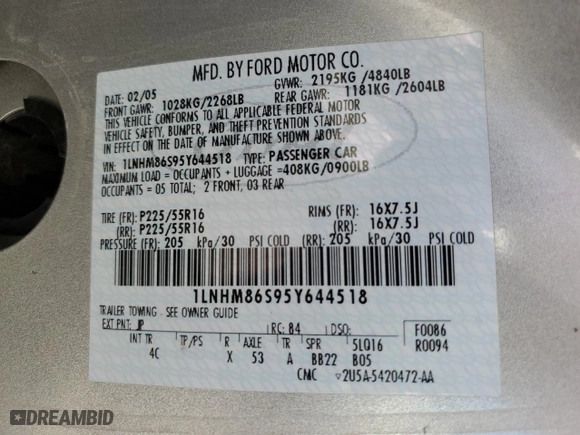 MFD. BY FORD MOTOR CO.
DATE: 02/05 GVWR: 2195KG /4840LB
FRONT GAWR: 1028KG/2268LB REAR GAWR: 1181KG /2604LB
THIS VEHICLE CONFORMS TO ALL APPLICABLE FEDERAL MOTOR
VEHICLE SAFETY, BUMPER, AND THEFT PREVENTION STANDARDS
IN EFFECT ON THE DATE OF MANUFACTURE SHOWN ABOVE.
VIN: 1LNHM86S95Y644518 TYPE: PASSENGER CAR
MAXIMUM LOAD = OCCUPANTS + LUGGAGE =408KG/0900LB
OCCUPANTS = 05 TOTAL; 2 FRONT, 03 REAR
TIRE (FR): P225/55R16 RIMS (FR): 16X7.5J
(RR): P225/55R16 (RR): 16X7.5J
PRESSURE (FR): 205 kPa/30 PSI COLD (RR): 205 kPa/30 PSI COLD
1LNHM86S95Y644518
TRAILER TOWING - SEE OWNER GUIDE
EXT PNT: JP RC: 84 DSO: F0086
INT TR TP/PS R AXLE TR SPR 5LQ16 R0094
4C X 53 A BB22 B05
CMC ▽2U5A-5420472-AA
DREAMBID